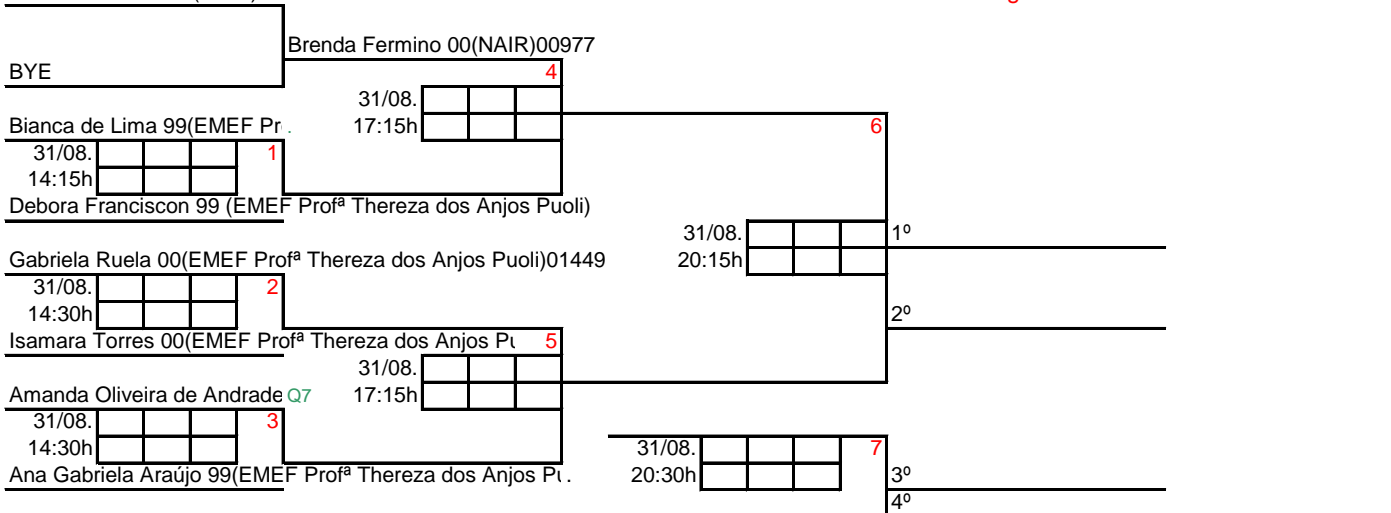 Brenda Fermino 00(NAIR)00977
BYE
4
31/08.
17:15h
Bianca de Lima 99(EMEF
6
31/08.
1
14:15h
Debora Franciscon 99 (EMEF Profª Thereza dos Anjos Puoli)
31/08.
1º
20:15h
Gabriela Ruela 00(EMEF Profª Thereza dos Anjos Puoli)01449
31/08.
2
14:30h
2º
Isamara Torres 00(EMEF Profª Thereza dos Anjos
5
31/08.
17:15h
Amanda Oliveira de Andrade Q7
31/08.
3
14:30h
31/08.
7
20:30h
Ana Gabriela Araújo 99(EMEF Profª Thereza dos Anjos
3º
4º